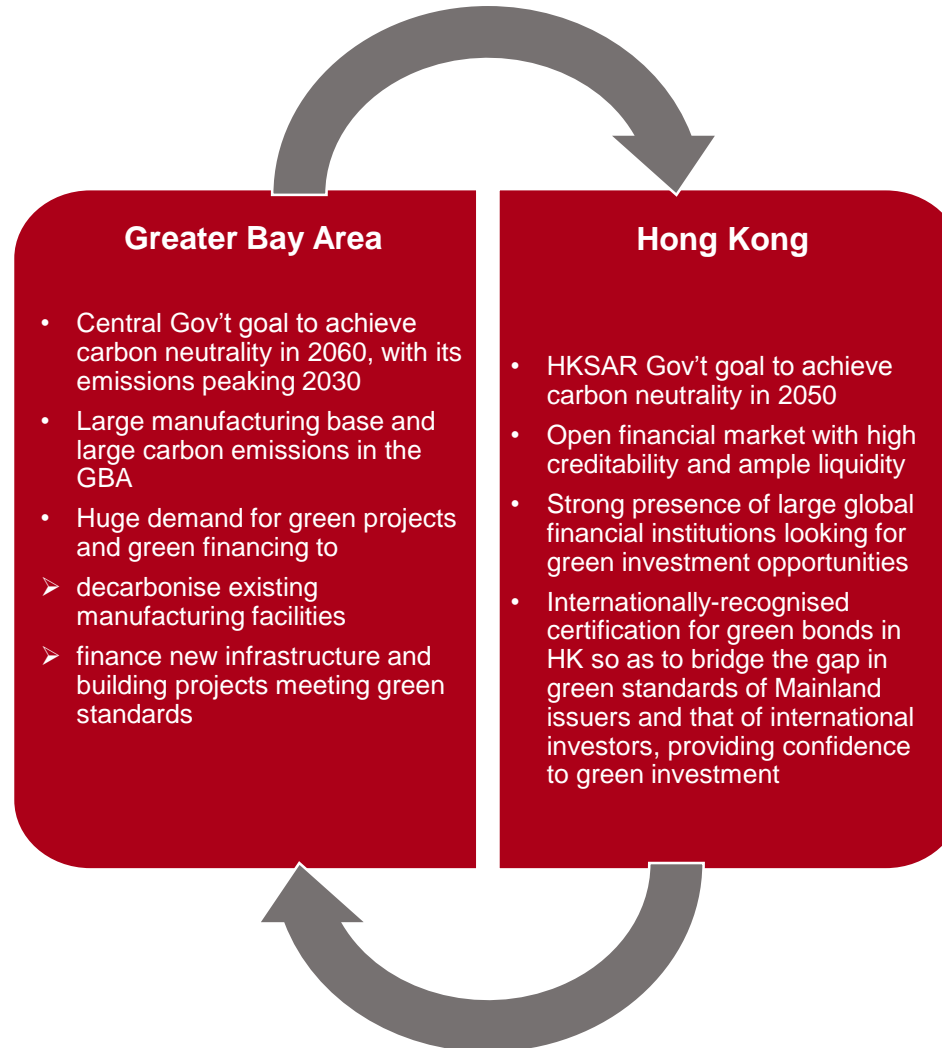 Greater Bay Area
• Central Gov't goal to achieve
carbon neutrality in 2060, with its
emissions peaking 2030
• Large manufacturing base and
large carbon emissions in the
GBA
• Huge demand for green projects
and green financing to
➢ decarbonise existing
manufacturing facilities
➢ finance new infrastructure and
building projects meeting green
standards
Hong Kong
• HKSAR Gov't goal to achieve
carbon neutrality in 2050
• Open financial market with high
creditability and ample liquidity
• Strong presence of large global
financial institutions looking for
green investment opportunities
• Internationally-recognised
certification for green bonds in
HK so as to bridge the gap in
green standards of Mainland
issuers and that of international
investors, providing confidence
to green investment